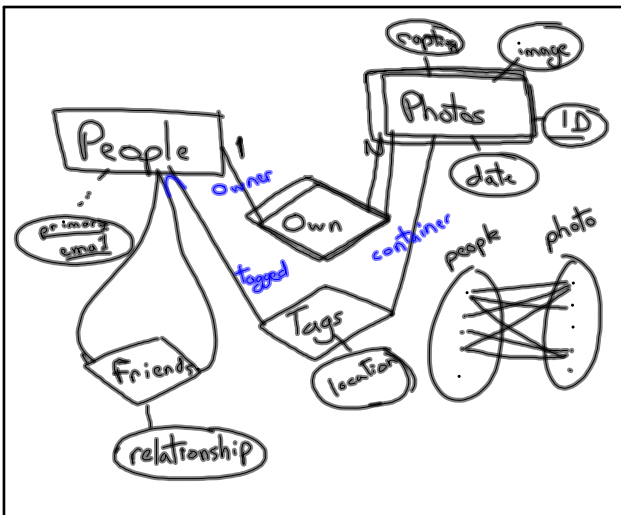 caption
image
Photos
ID
date
People
1
N
owner
Own
primary
email
tagged
container
people
photo
Tags
location
Friends
relationship